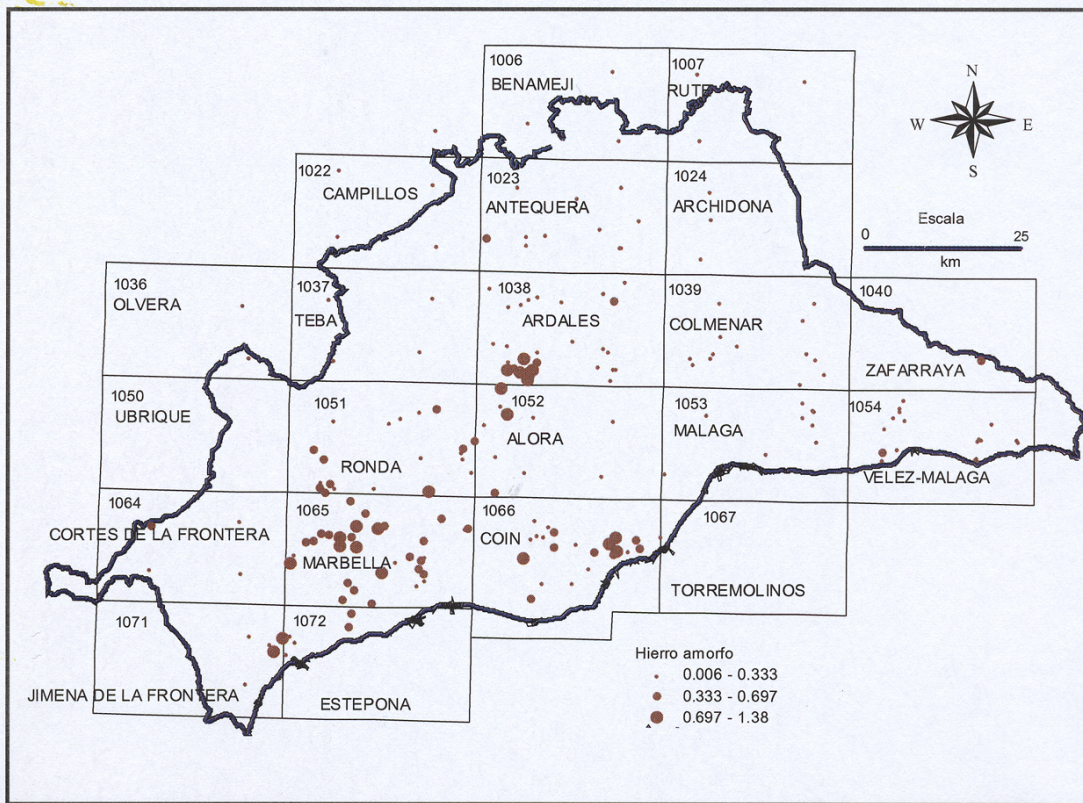 1006
BENAMEJI
1007
RUTE
N
W E
S
1022
CAMPILLOS
1023
ANTEQUERA
1024
ARCHIDONA
Escala
0 25
km
1036
OLVERA
1037
TEBA
1038
ARDALES
1039
COLMENAR
1040
ZAFARRAYA
1050
UBRIQUE
1051
RONDA
1052
ALORA
1053
MALAGA
1054
VELEZ-MALAGA
1064
CORTES DE LA FRONTERA
1065
MARBELLA
1066
COIN
1067
TORREMOLINOS
1071
JIMENA DE LA FRONTERA
1072
ESTEPONA
Hierro amorfo
0.006 - 0.333
0.333 - 0.697
0.697 - 1.38